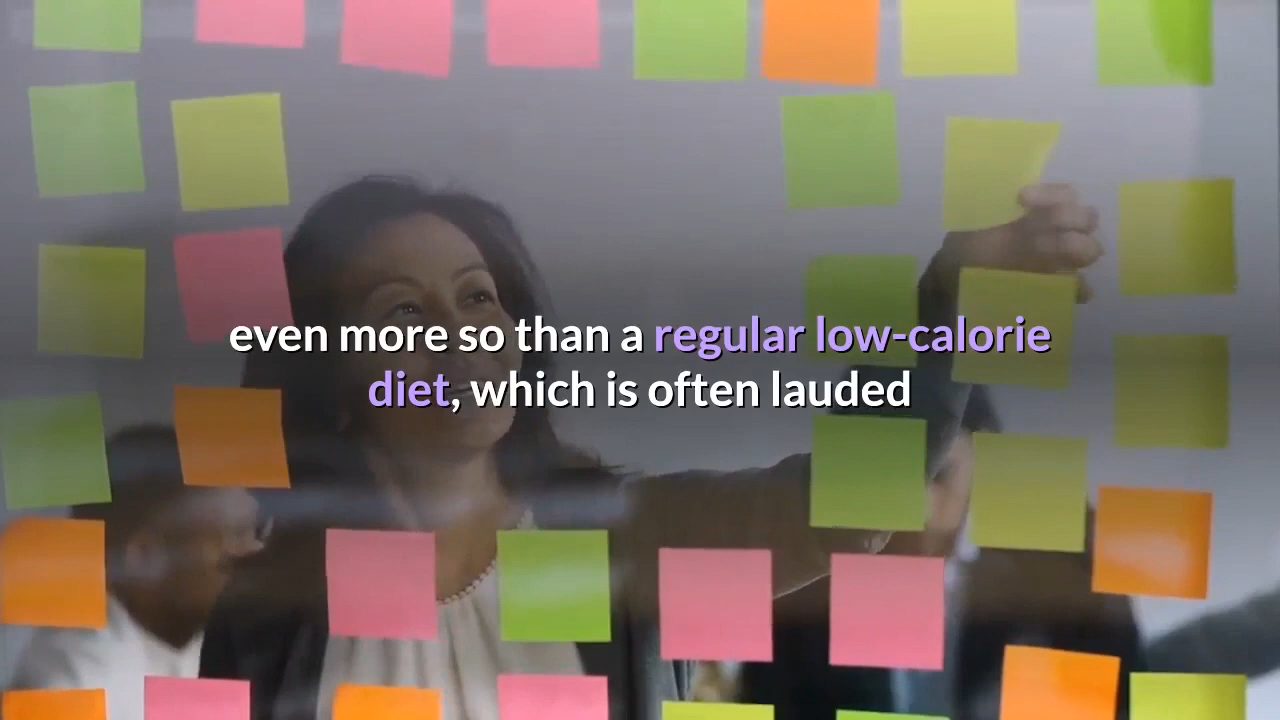 even more so than a regular low-calorie
diet, which is often lauded